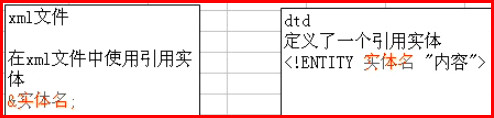 xml文件
在xml文件中使用引用实
体
&实体名;
dtd
定义了一个引用实体
<!ENTITY 实体名 "内容">